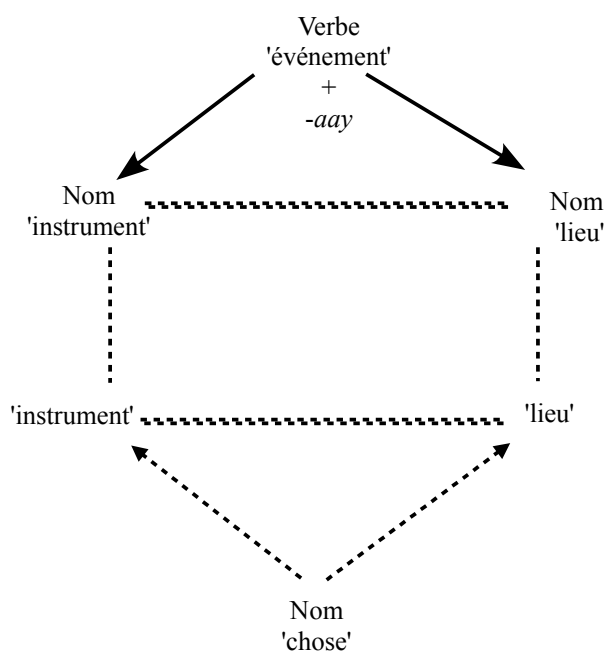 Verbe
'événement'
+
-aay
Nom
'instrument'
Nom
'lieu'
'instrument'
'lieu'
Nom
'chose'